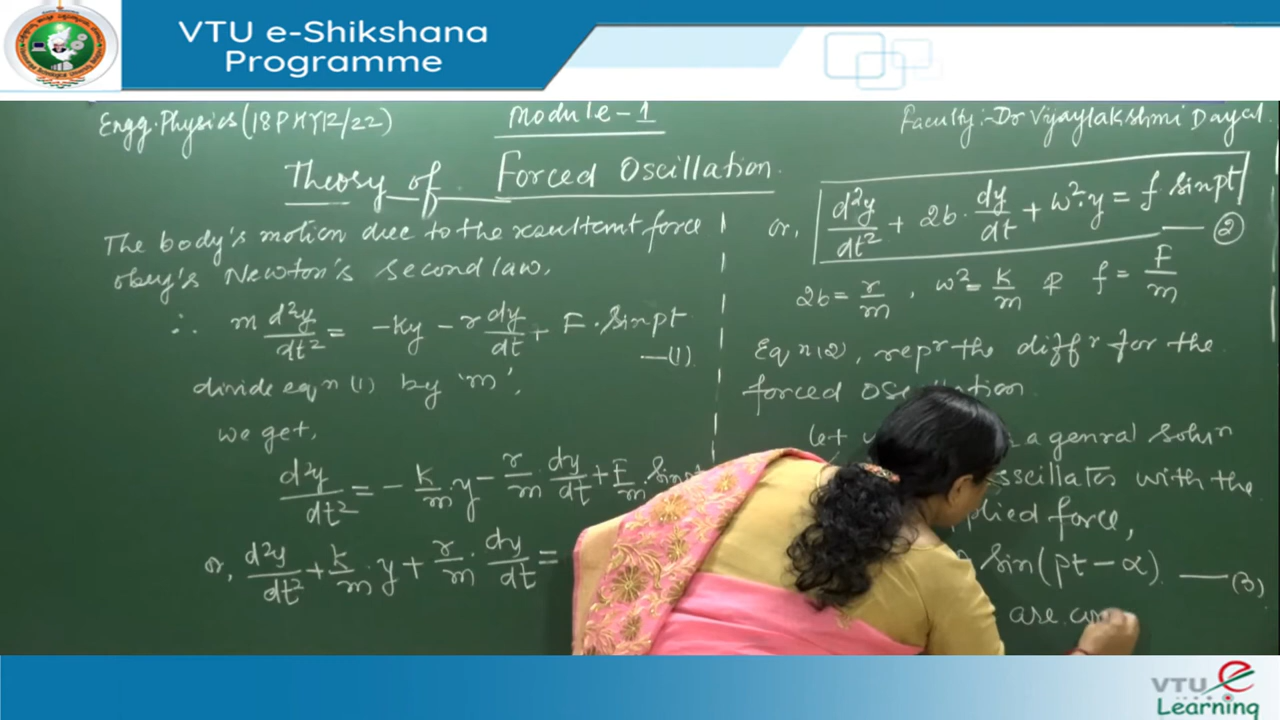 VTU e-Shikshana
Programme
Engg. Physics (18PHY12/22)
Module-1
Faculty:- Dr Vijaylakshmi Dayal.
Theory of Forced Oscillation.
The body's motion due to the resultant force
obey's Newton's second law.
∴ m d²y/dt² = -Ky - r dy/dt + F. sinpt —(1)
divide eqn (1) by 'm',
we get,
d²y/dt² = - K/m . y - r/m . dy/dt + F/m . sinpt
or, d²y/dt² + k/m . y + r/m . dy/dt =
or, d²y/dt² + 2b . dy/dt + w² . y = f sinpt — ②
2b = r/m , w² = K/m & f = F/m
Eqn (2), repr the diffr for the
forced
let a genral solun
oscillates with the
plied force,
sin(pt - α). — (3)
are
VTU e
Learning